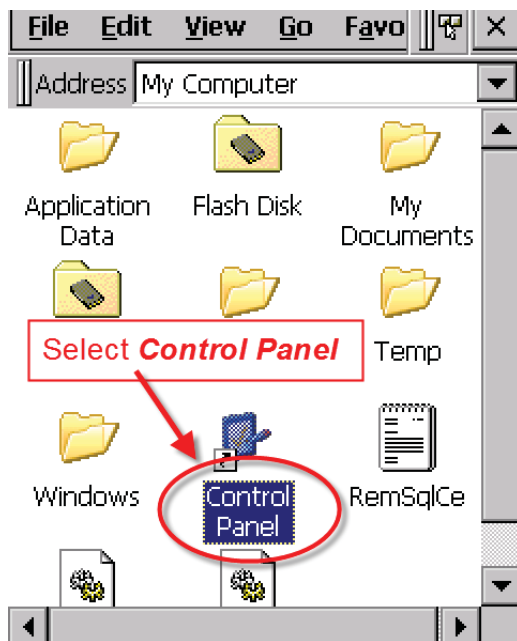 File Edit View Go Favo
Address My Computer
Application Data
Flash Disk
My Documents
Select Control Panel
Temp
Windows
Control Panel
RemSqlCe